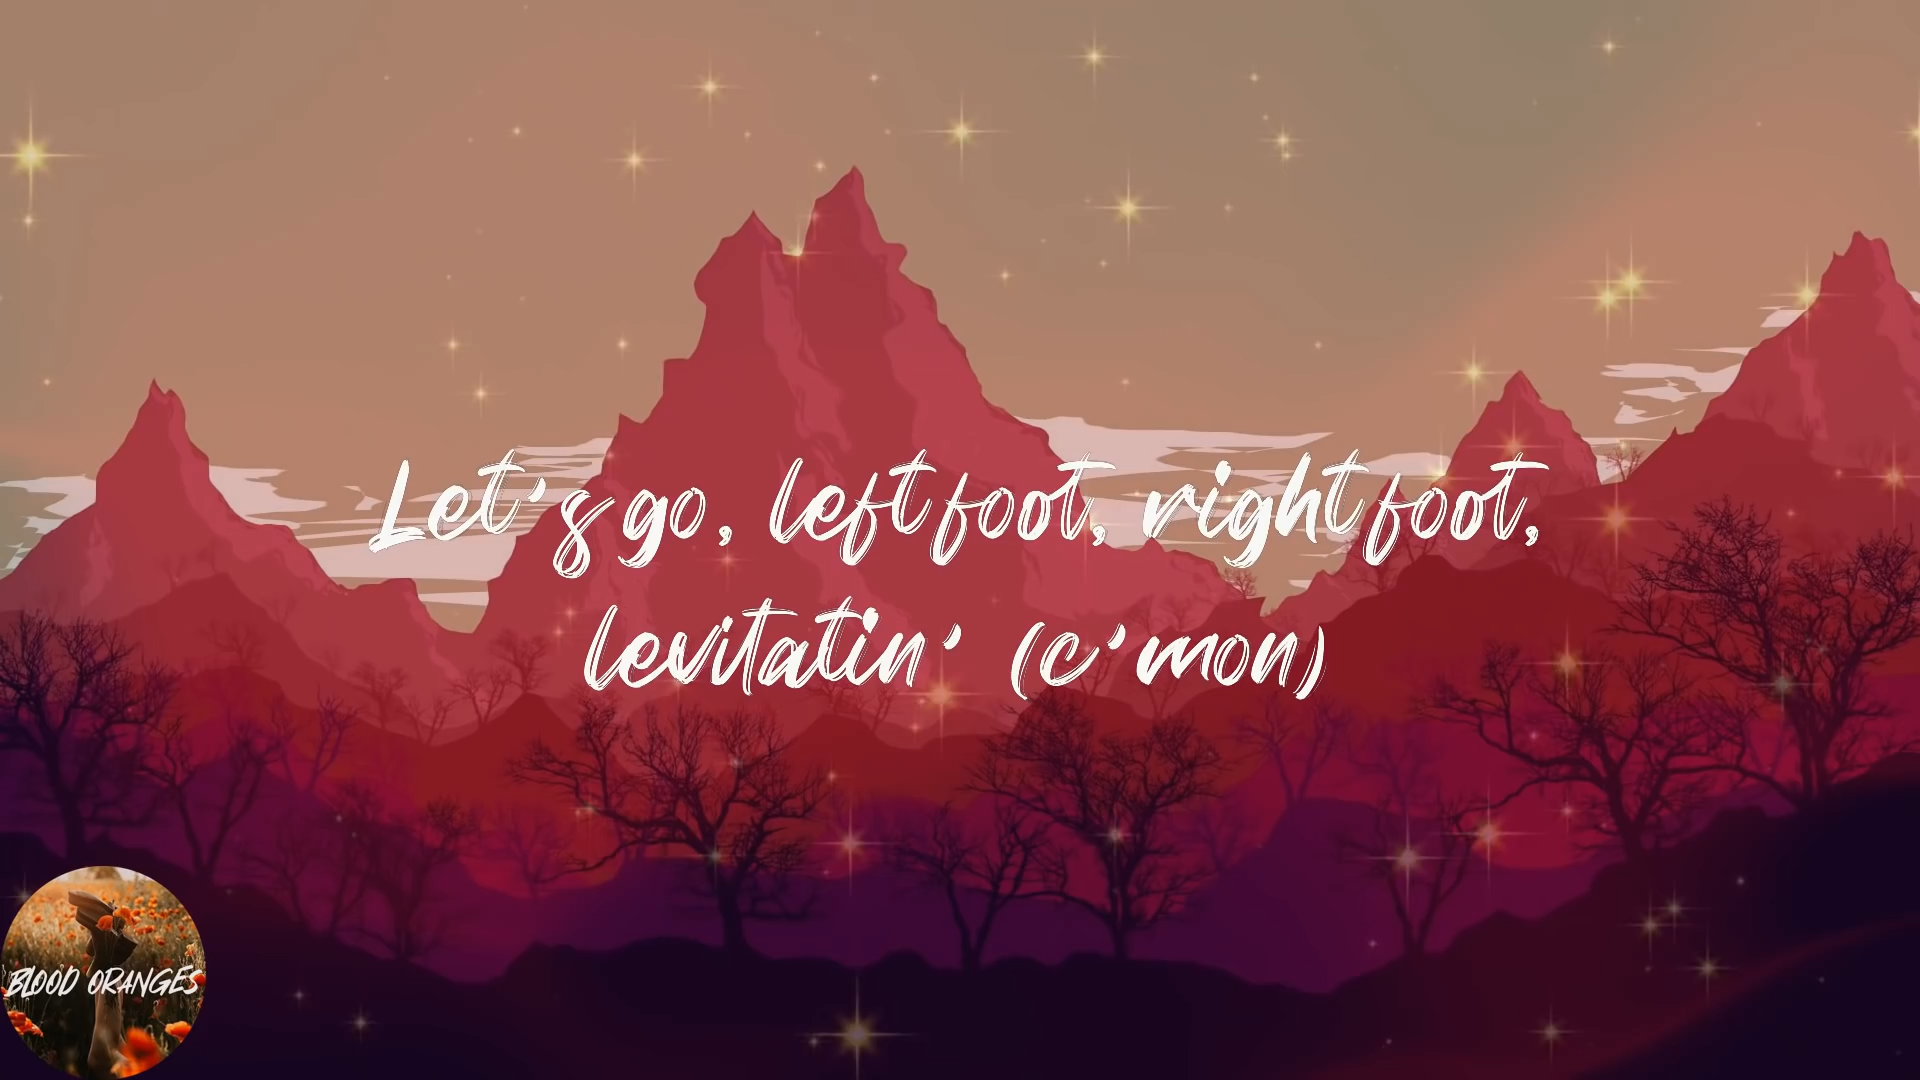 Let's go, left foot, right foot,
levitatin' (c'mon)
BLOOD ORANGES